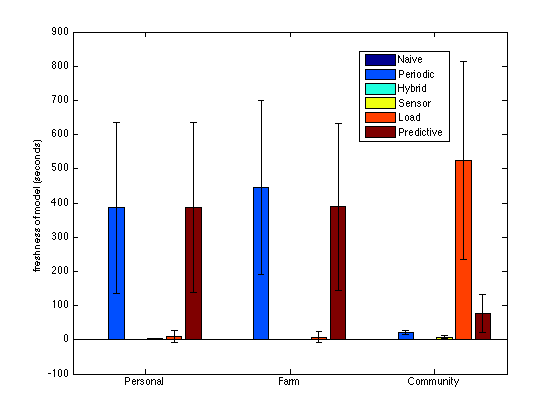 900
800
700
600
500
400
300
200
100
0
-100
freshness of model (seconds)
Naive
Periodic
Hybrid
Sensor
Load
Predictive
Personal
Farm
Community